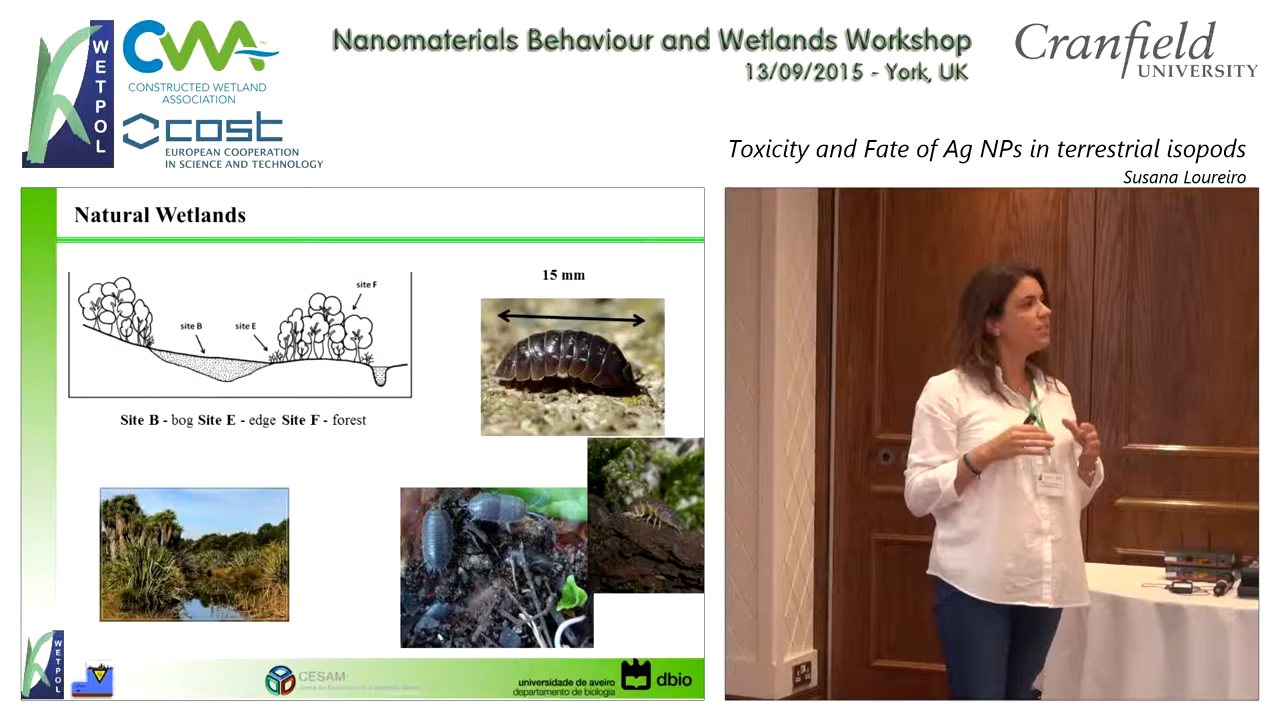 WETPOL
CWA
CONSTRUCTED WETLAND
ASSOCIATION
cost
EUROPEAN COOPERATION
IN SCIENCE AND TECHNOLOGY
Nanomaterials Behaviour and Wetlands Workshop
13/09/2015 - York, UK
Cranfield
UNIVERSITY
Toxicity and Fate of Ag NPs in terrestrial isopods
Susana Loureiro
Natural Wetlands
15 mm
site F
site B
site E
Site B - bog Site E - edge Site F - forest
WETPOL
CESAM
universidade de aveiro
departamento de biologia
dbio